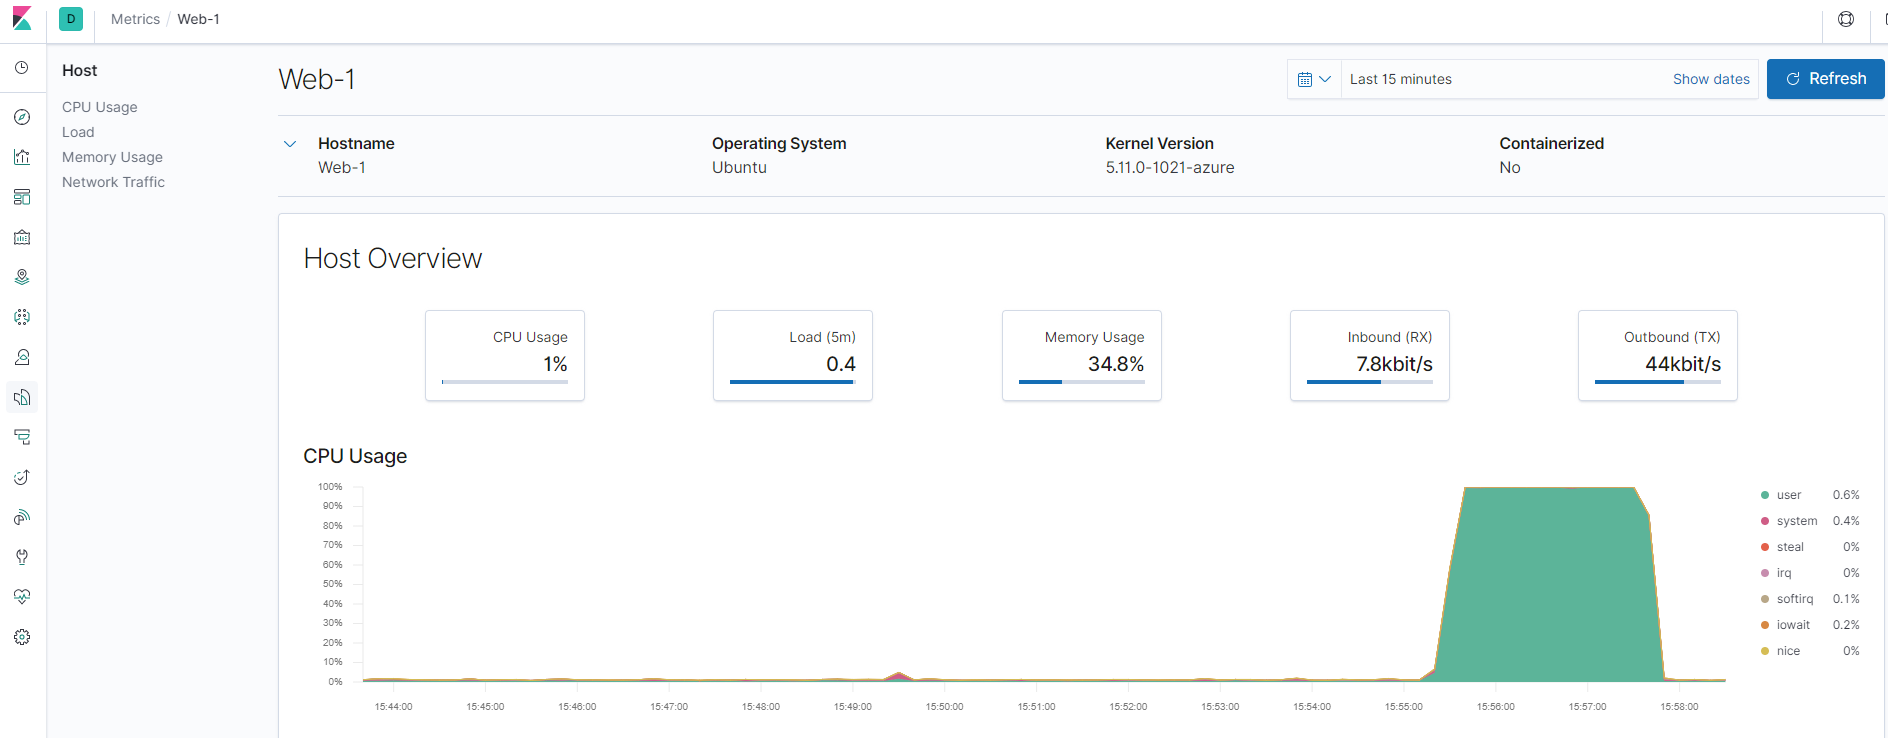 D Metrics / Web-1
Host
CPU Usage
Load
Memory Usage
Network Traffic
Web-1
Last 15 minutes Show dates Refresh
Hostname Operating System Kernel Version Containerized
Web-1 Ubuntu 5.11.0-1021-azure No
Host Overview
CPU Usage Load (5m) Memory Usage Inbound (RX) Outbound (TX)
1% 0.4 34.8% 7.8kbit/s 44kbit/s
CPU Usage
100%
90%
80%
70%
60%
50%
40%
30%
20%
10%
0%
15:44:00 15:45:00 15:46:00 15:47:00 15:48:00 15:49:00 15:50:00 15:51:00 15:52:00 15:53:00 15:54:00 15:55:00 15:56:00 15:57:00 15:58:00
user 0.6%
system 0.4%
steal 0%
irq 0%
softirq 0.1%
iowait 0.2%
nice 0%